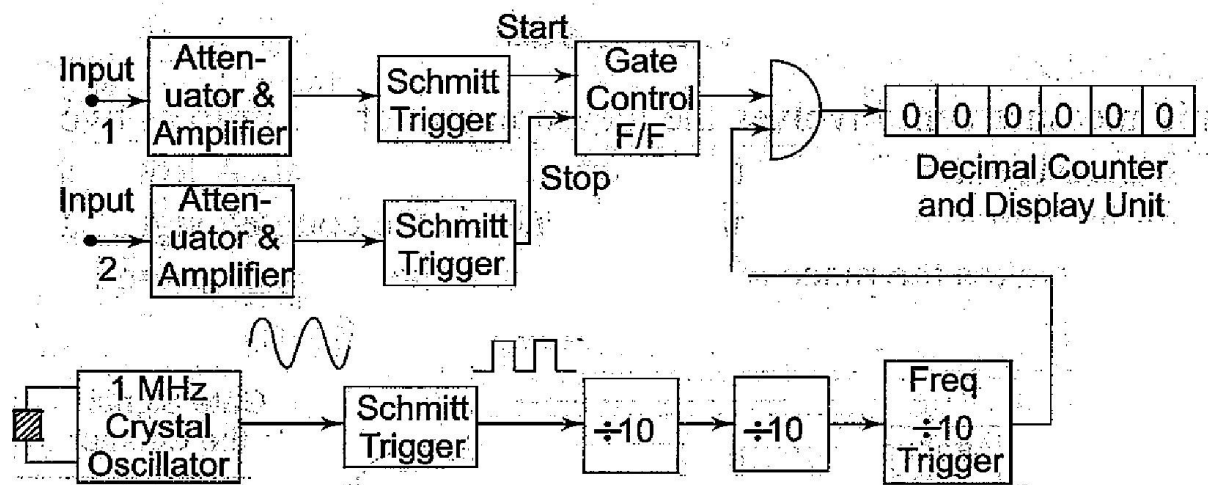 Start
Input
1
Atten-
uator &
Amplifier
Schmitt
Trigger
Gate
Control
F/F
0 0 0 0 0 0
Decimal Counter
and Display Unit
Stop
Input
2
Atten-
uator &
Amplifier
Schmitt
Trigger
1 MHz
Crystal
Oscillator
Schmitt
Trigger
÷10
÷10
Freq
÷10
Trigger